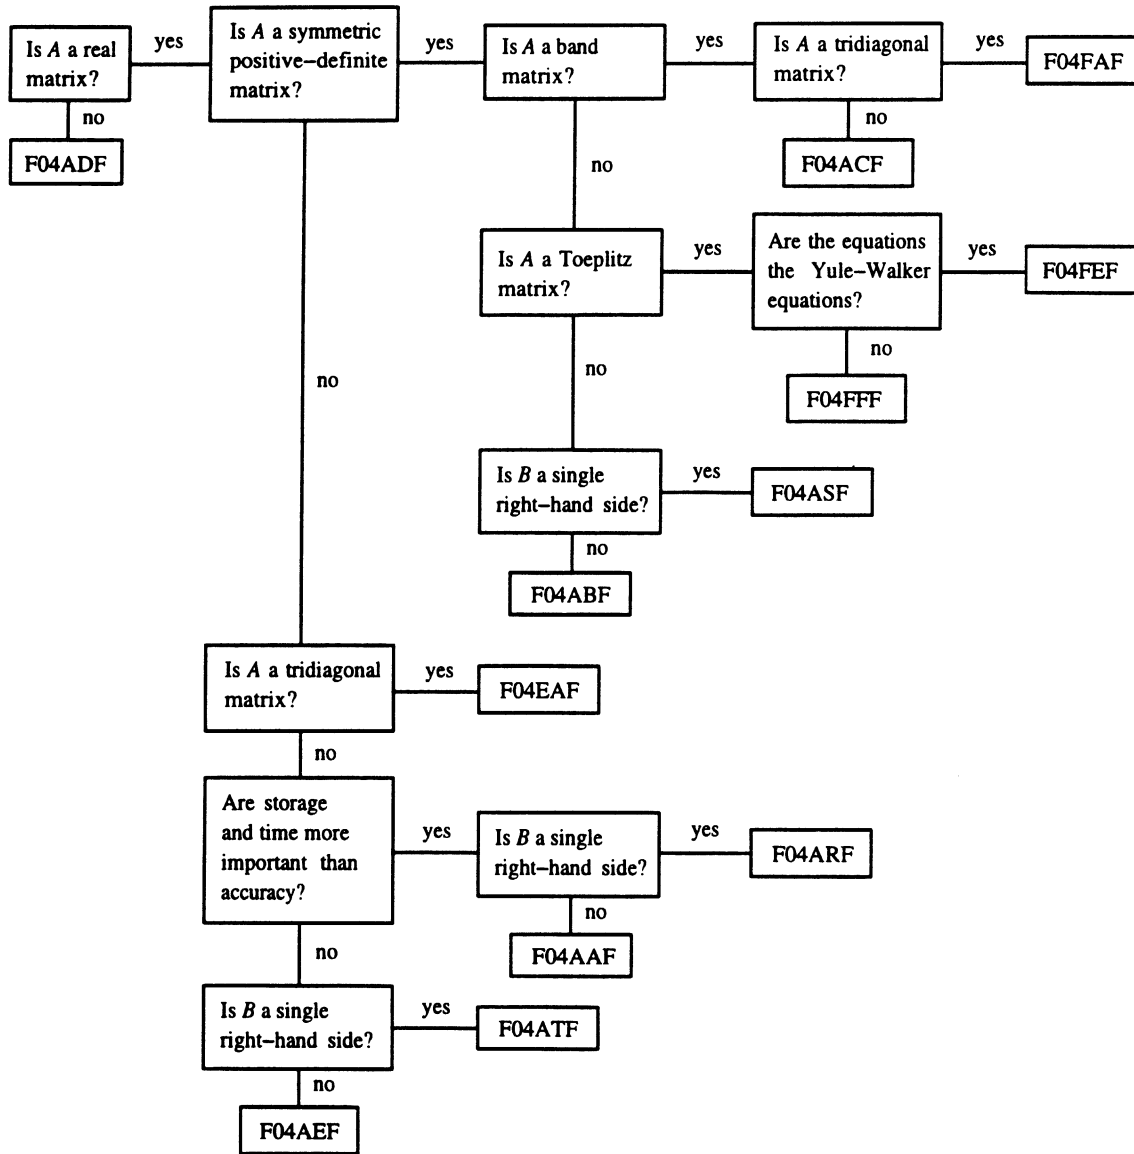 Is A a real
matrix?
yes
no
F04ADF
Is A a symmetric
positive–definite
matrix?
yes
no
Is A a band
matrix?
yes
no
Is A a tridiagonal
matrix?
yes
no
F04FAF
F04ACF
Is A a Toeplitz
matrix?
yes
no
Are the equations
the Yule–Walker
equations?
yes
no
F04FEF
F04FFF
Is B a single
right–hand side?
yes
no
F04ASF
F04ABF
Is A a tridiagonal
matrix?
yes
no
F04EAF
Are storage
and time more
important than
accuracy?
yes
no
Is B a single
right–hand side?
yes
no
F04ARF
F04AAF
Is B a single
right–hand side?
yes
no
F04ATF
F04AEF